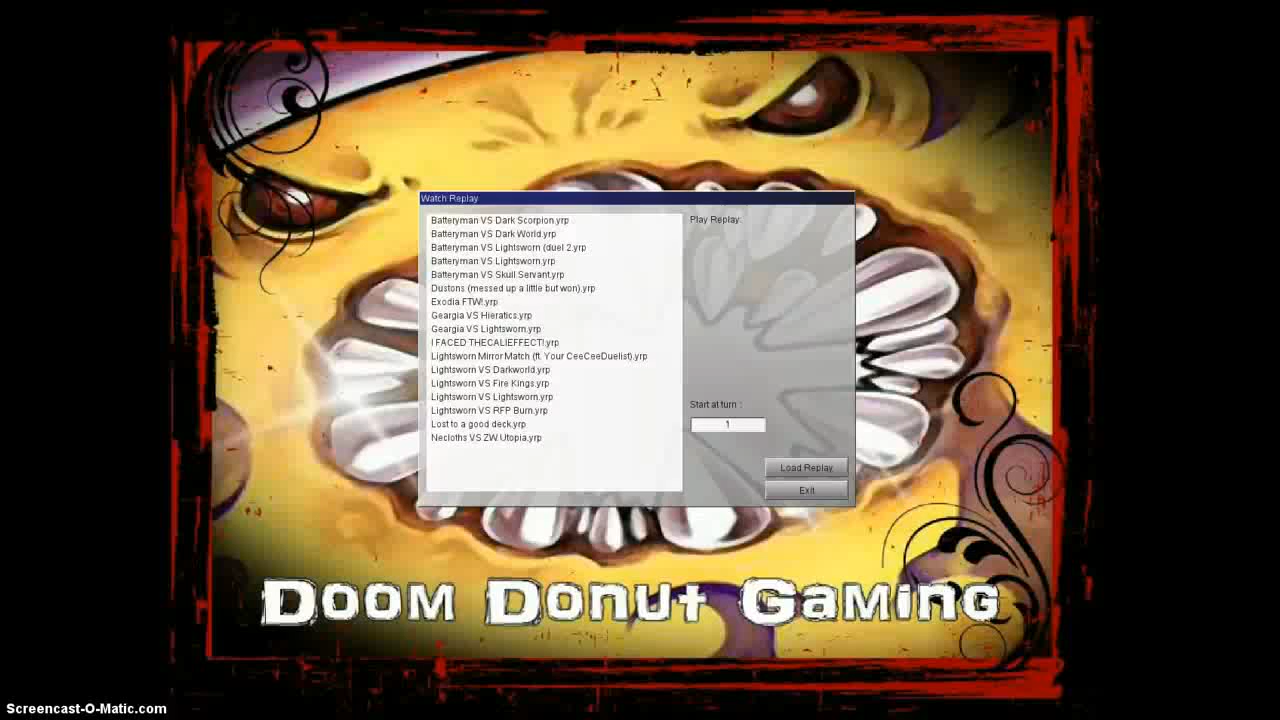 Watch Replay
Batteryman VS Dark Scorpion.yrp
Batteryman VS Dark World.yrp
Batteryman VS Lightsworn (duel 2.yrp
Batteryman VS Lightsworn.yrp
Batteryman VS Skull Servant.yrp
Dustons (messed up a little but won).yrp
Exodia FTW!.yrp
Geargia VS Hieratics.yrp
Geargia VS Lightsworn.yrp
I FACED THECALIEFFECT!.yrp
Lightsworn Mirror Match (ft. Your CeeCeeDuelist).yrp
Lightsworn VS Darkworld.yrp
Lightsworn VS Fire Kings.yrp
Lightsworn VS Lightsworn.yrp
Lightsworn VS RFP Burn.yrp
Lost to a good deck.yrp
Necloths VS ZW Utopia.yrp
Play Replay:
Start at turn :
1
Load Replay
Exit
Doom Donut Gaming
Screencast-O-Matic.com